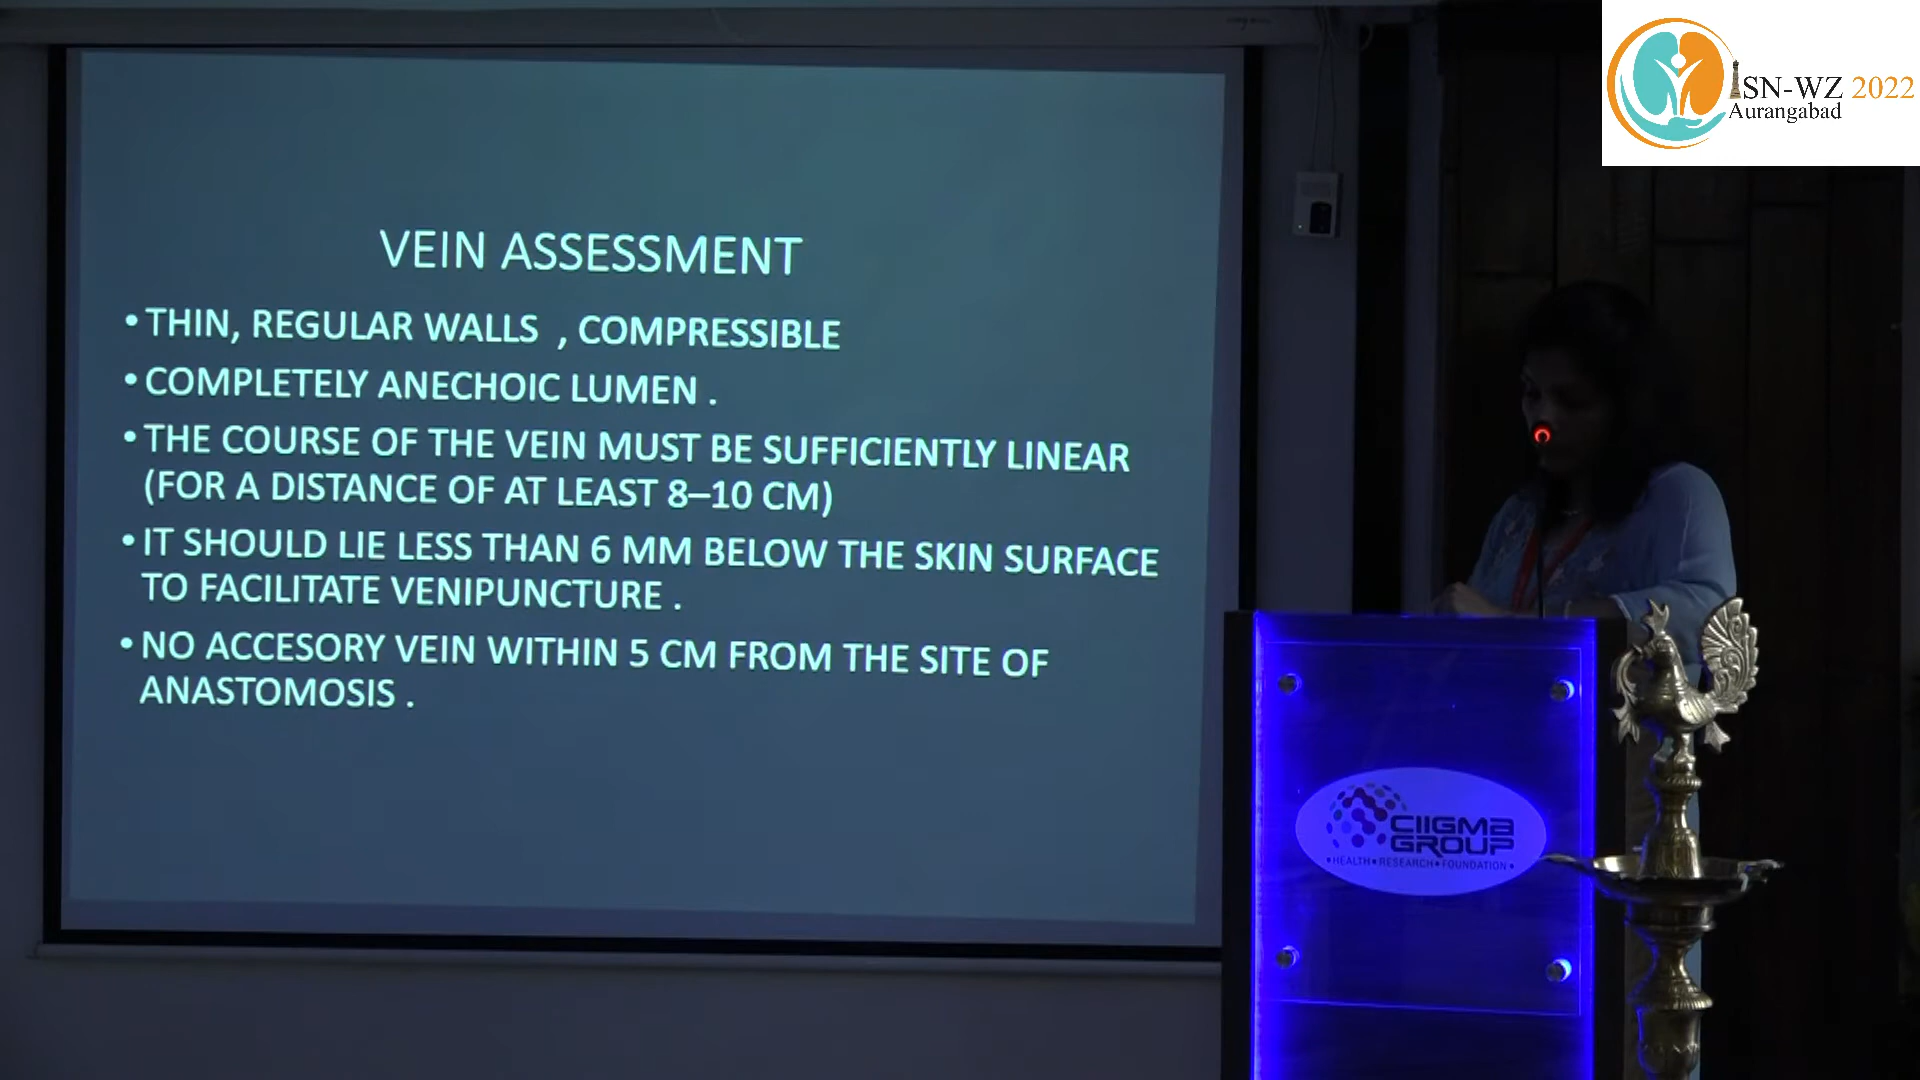 VEIN ASSESSMENT
• THIN, REGULAR WALLS , COMPRESSIBLE
• COMPLETELY ANECHOIC LUMEN .
• THE COURSE OF THE VEIN MUST BE SUFFICIENTLY LINEAR
(FOR A DISTANCE OF AT LEAST 8–10 CM)
• IT SHOULD LIE LESS THAN 6 MM BELOW THE SKIN SURFACE
TO FACILITATE VENIPUNCTURE .
• NO ACCESORY VEIN WITHIN 5 CM FROM THE SITE OF
ANASTOMOSIS .
ISN-WZ 2022
Aurangabad
CIIGMA
GROUP
•HEALTH•RESEARCH•FOUNDATION•